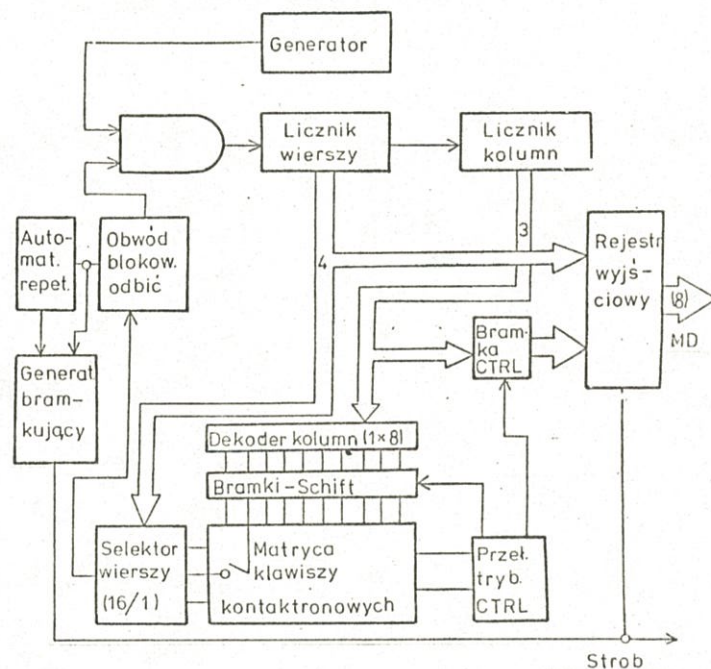 Generator
Licznik
wierszy
Licznik
kolumn
Auto-
mat.
repet.
Obwód
blokow.
odbić
4
3
Rejestr
wyjś-
ciowy
(8)
MD
Bram-
ka
CTRL
Generat.
bram-
kujący
Dekoder kolumn (1×8)
Bramki-Schift
Selektor
wierszy
(16/1)
Matryca
klawiszy
kontaktronowych
Przeł.
tryb.
CTRL
Strob